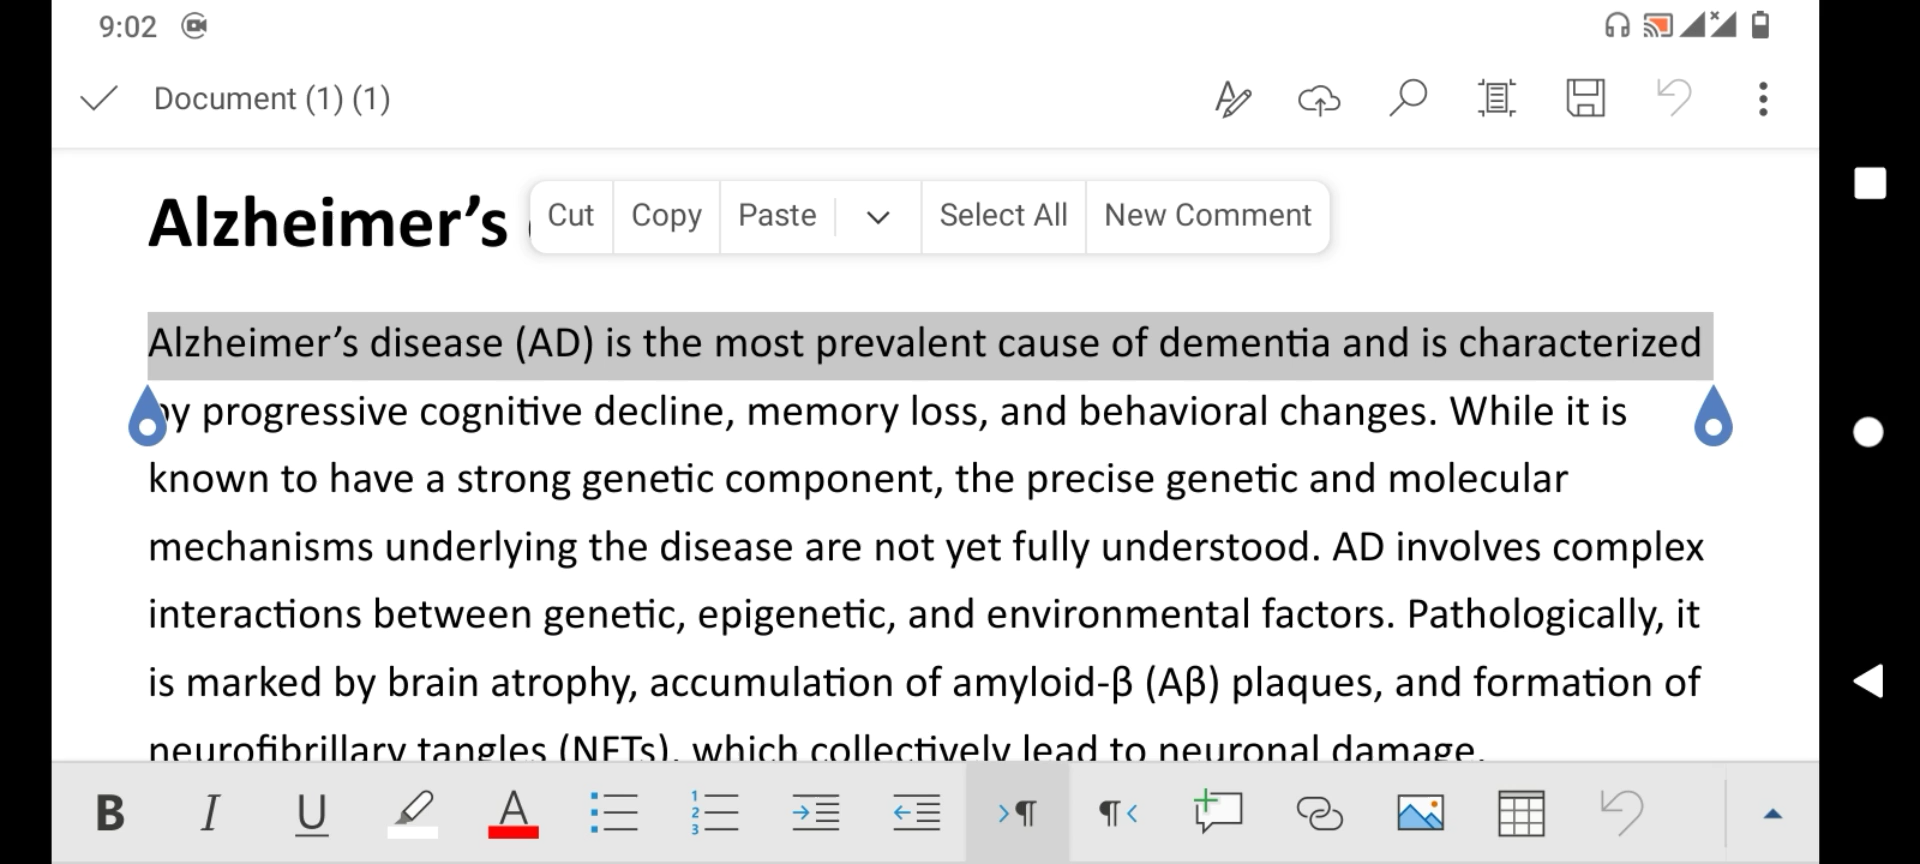 9:02
Document (1) (1)
Alzheimer’s
Cut Copy Paste Select All New Comment
Alzheimer’s disease (AD) is the most prevalent cause of dementia and is characterized
by progressive cognitive decline, memory loss, and behavioral changes. While it is
known to have a strong genetic component, the precise genetic and molecular
mechanisms underlying the disease are not yet fully understood. AD involves complex
interactions between genetic, epigenetic, and environmental factors. Pathologically, it
is marked by brain atrophy, accumulation of amyloid-β (Aβ) plaques, and formation of
neurofibrillary tangles (NFTs), which collectively lead to neuronal damage.
B I U A 1 2 3 >¶ ¶<